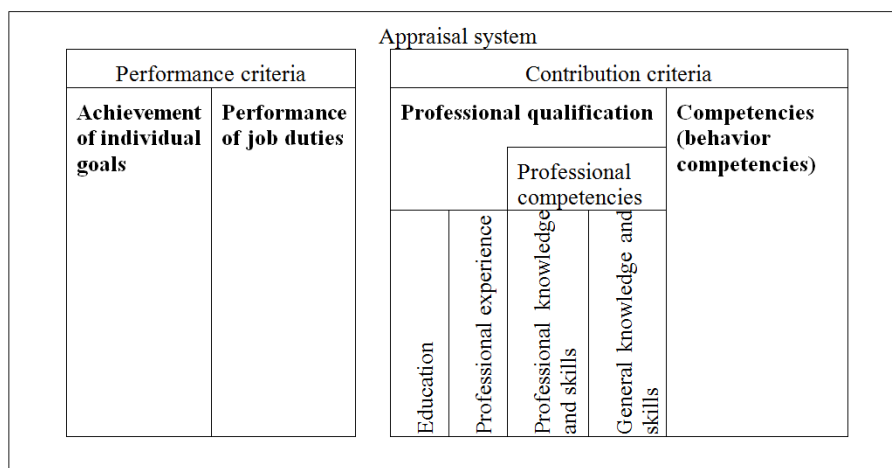 Appraisal system
Performance criteria
Achievement
of individual
goals
Performance
of job duties
Contribution criteria
Professional qualification
Professional
competencies
Education
Professional experience
Professional knowledge
and skills
General knowledge and
skills
Competencies
(behavior
competencies)